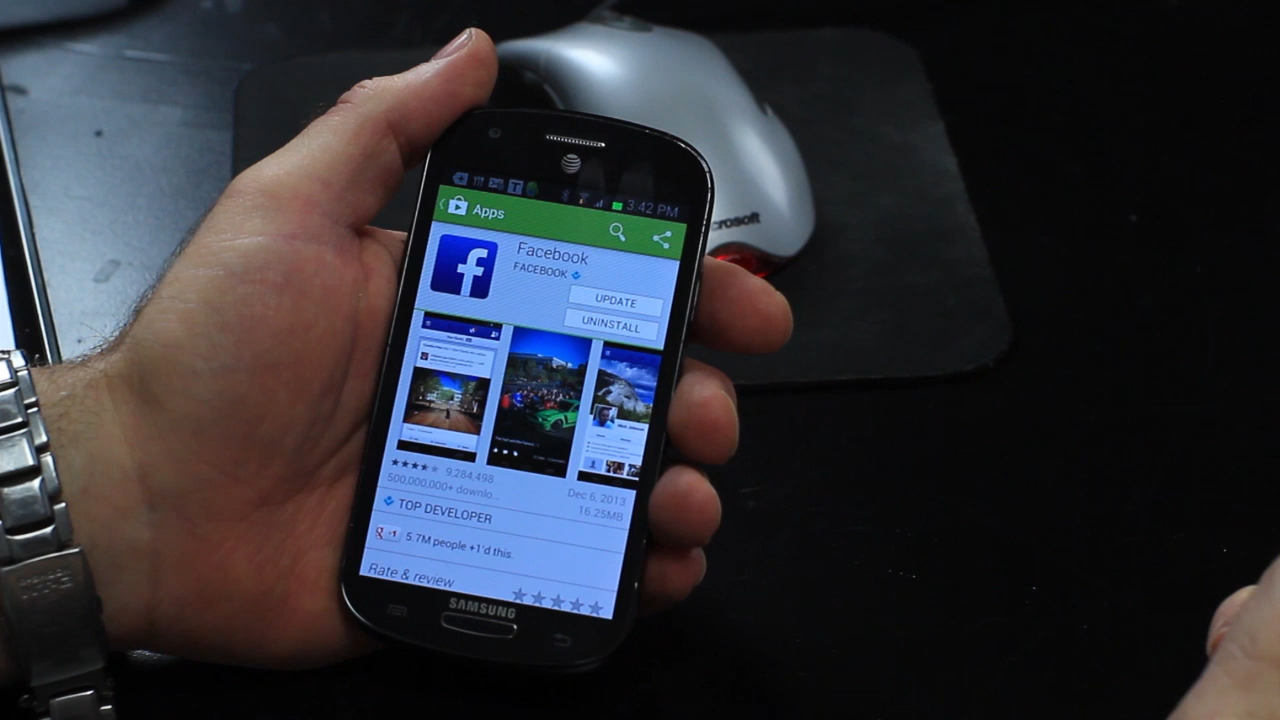 3:42 PM
Apps
Facebook
FACEBOOK
UPDATE
UNINSTALL
9,284,498
500,000,000+ downlo...
Dec 6, 2013
16.25MB
TOP DEVELOPER
g +1
5.7M people +1'd this.
Rate & review
SAMSUNG
crosoft